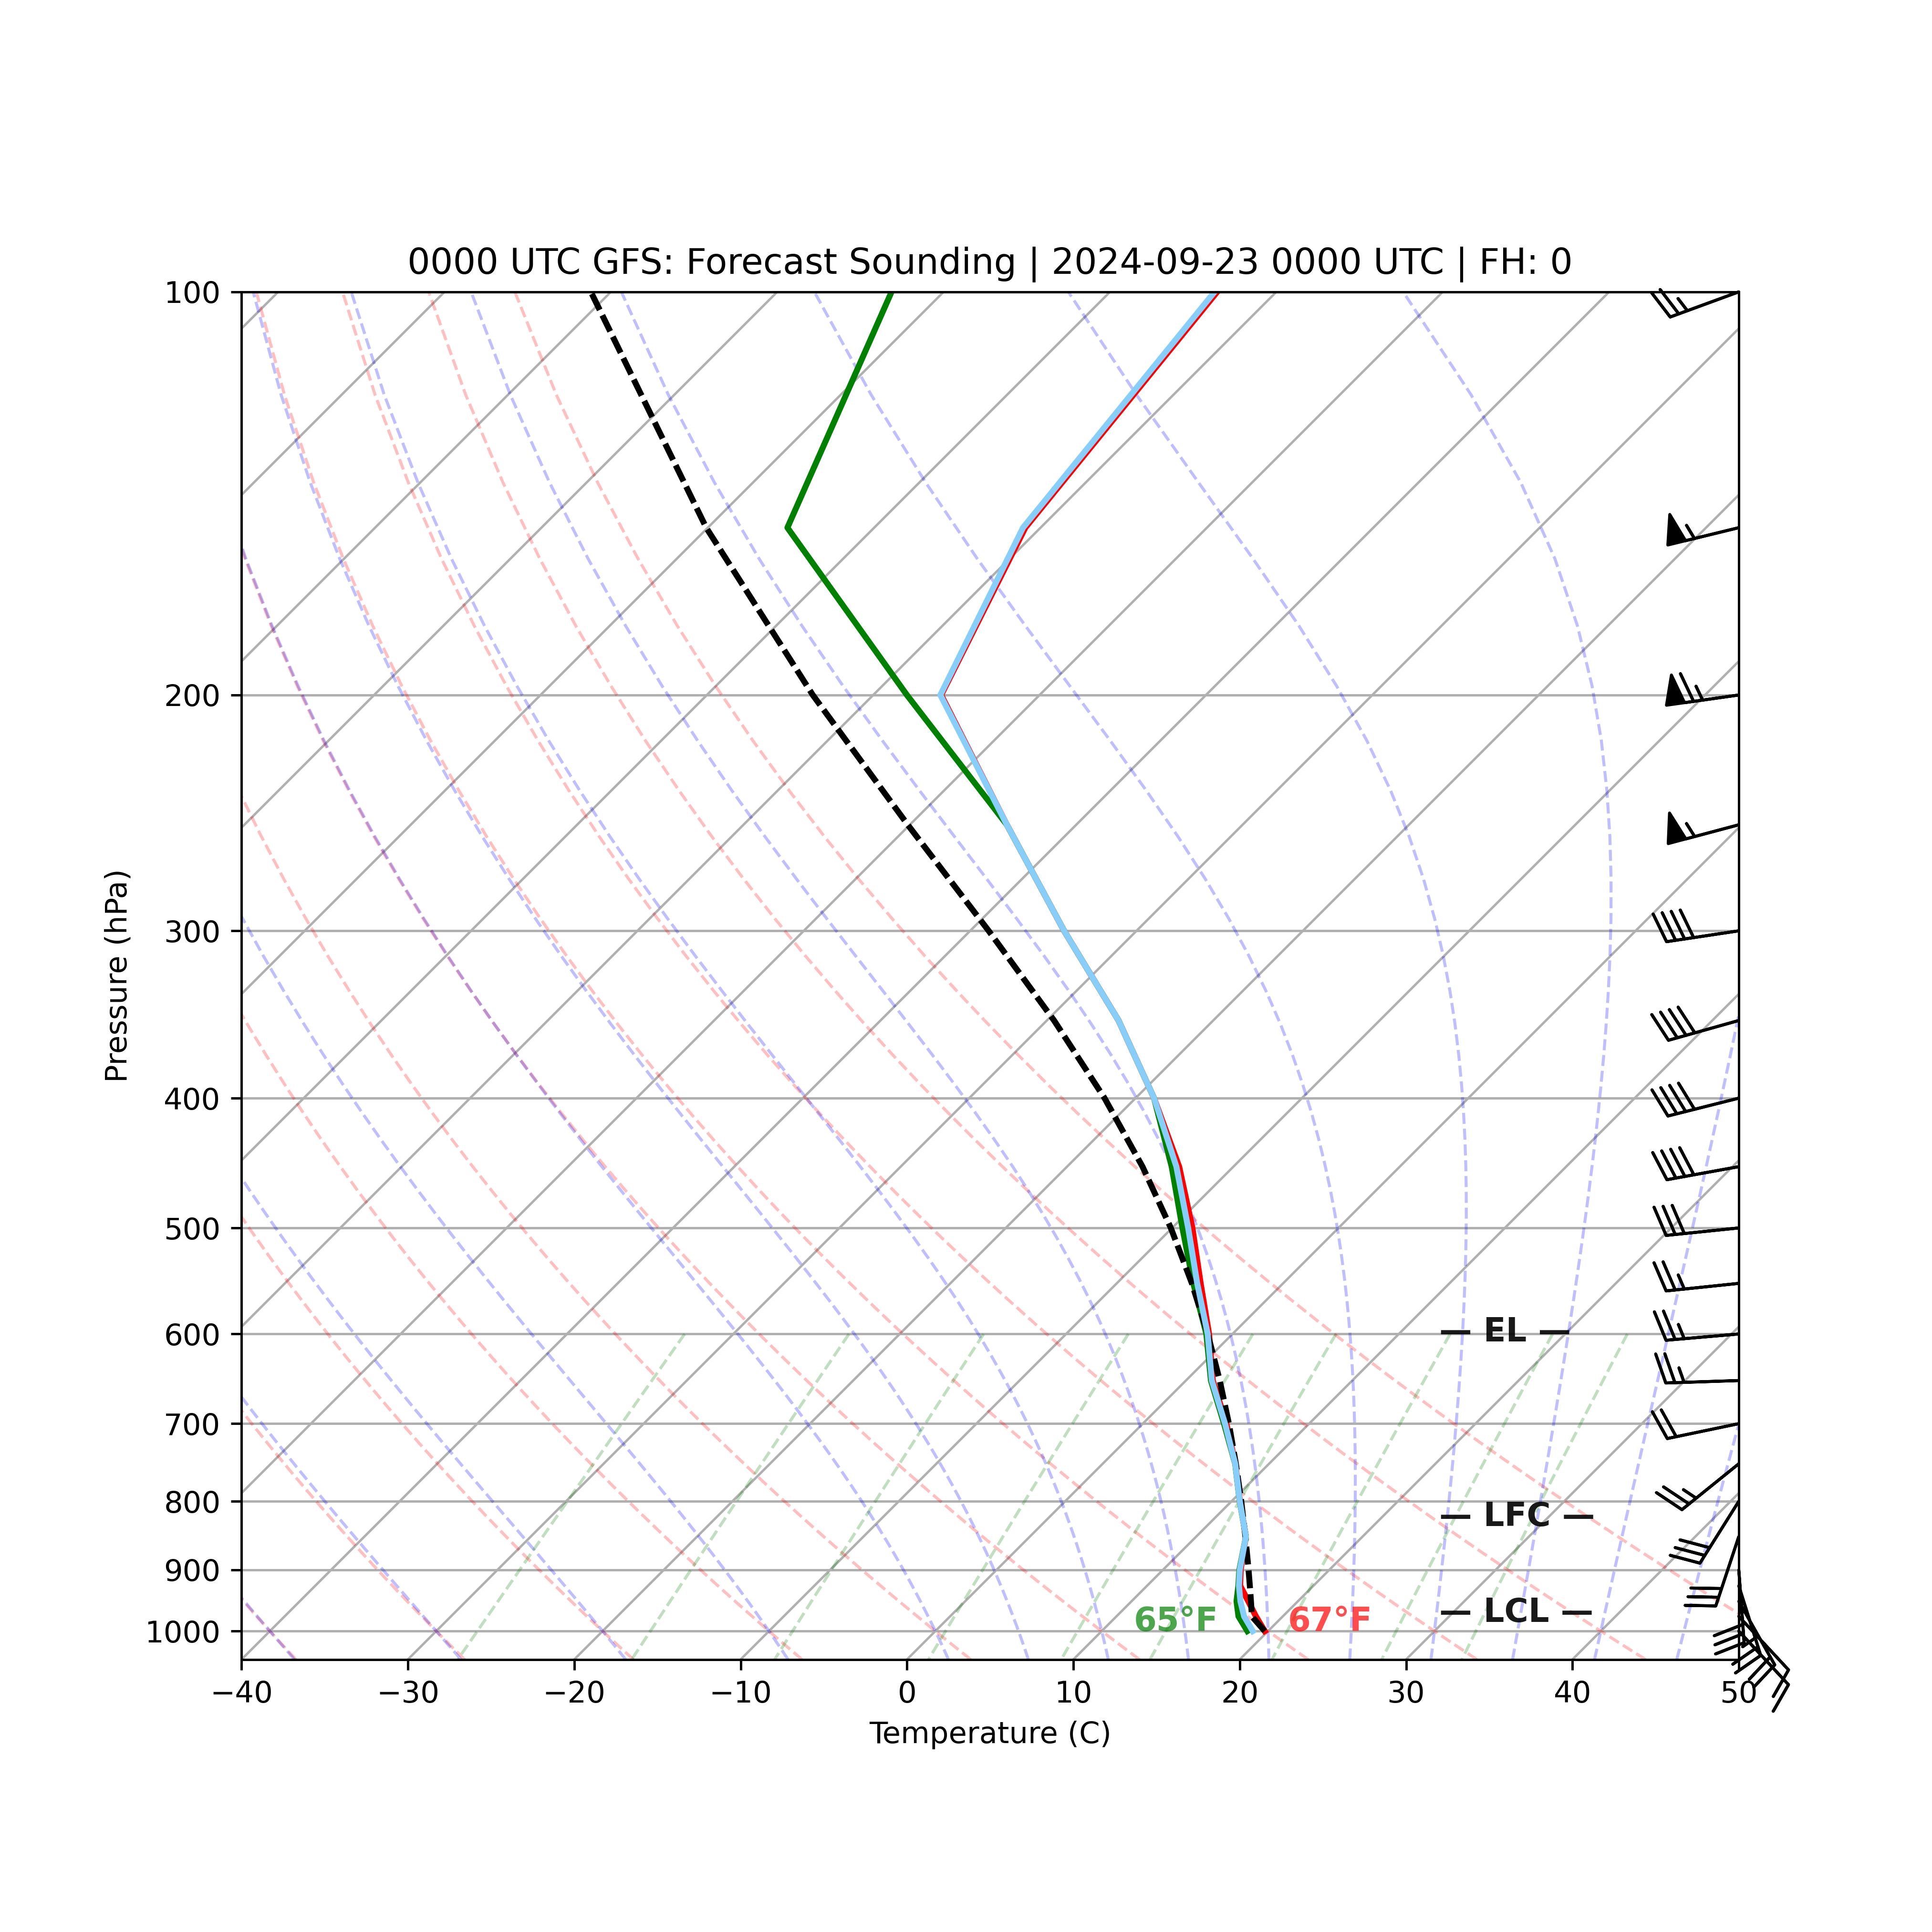 0000 UTC GFS: Forecast Sounding | 2024-09-23 0000 UTC | FH: 0
100
200
300
400
500
600
700
800
900
1000
Pressure (hPa)
— EL —
— LFC —
— LCL —
65°F
67°F
−40 −30 −20 −10 0 10 20 30 40 50
Temperature (C)